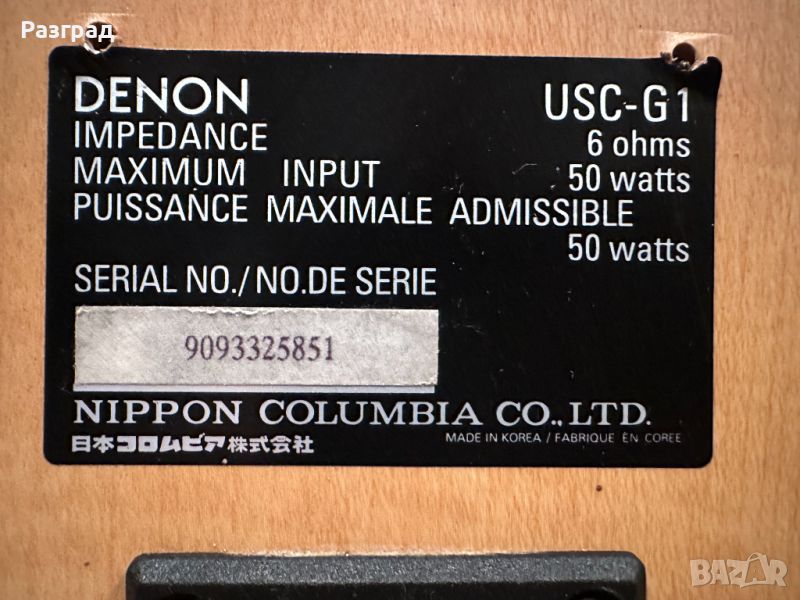 Разград
DENON USC-G1
IMPEDANCE 6 ohms
MAXIMUM INPUT 50 watts
PUISSANCE MAXIMALE ADMISSIBLE
50 watts
SERIAL NO./NO.DE SERIE
9093325851
NIPPON COLUMBIA CO.,LTD.
日本コロムビア株式会社 MADE IN KOREA / FABRIQUE EN COREE
BAZAR